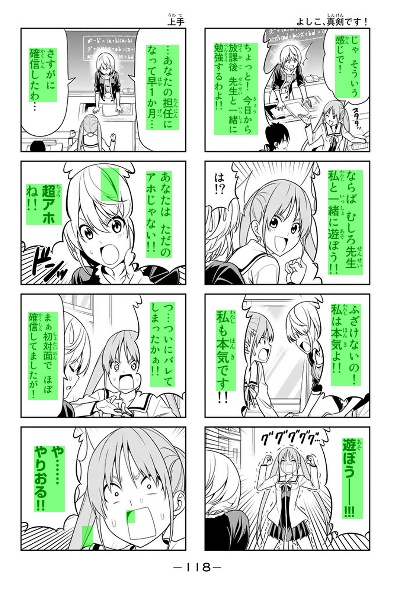 よしこ、真剣です！
じゃ そういう
感じで！
スタタ…
ちょっと！ 今日から
放課後 先生と一緒に
勉強するわよ!!
ならば むしろ先生
私と一緒に遊ぼう!!
は!?
ふざけないの！
私は本気よ!!
私も本気です!!
遊ぼう――!!!
グググググ…
上手
…あなたの担任に
なって早1か月…
さすがに
確信したわ…
あなたは ただの
アホじゃない!!
超アホ
ね!!
ドドン
つ…ついにバレて
しまったかぁ!!
まぁ初対面で ほぼ
確信してましたが！
や……
やりおる!!
－118－